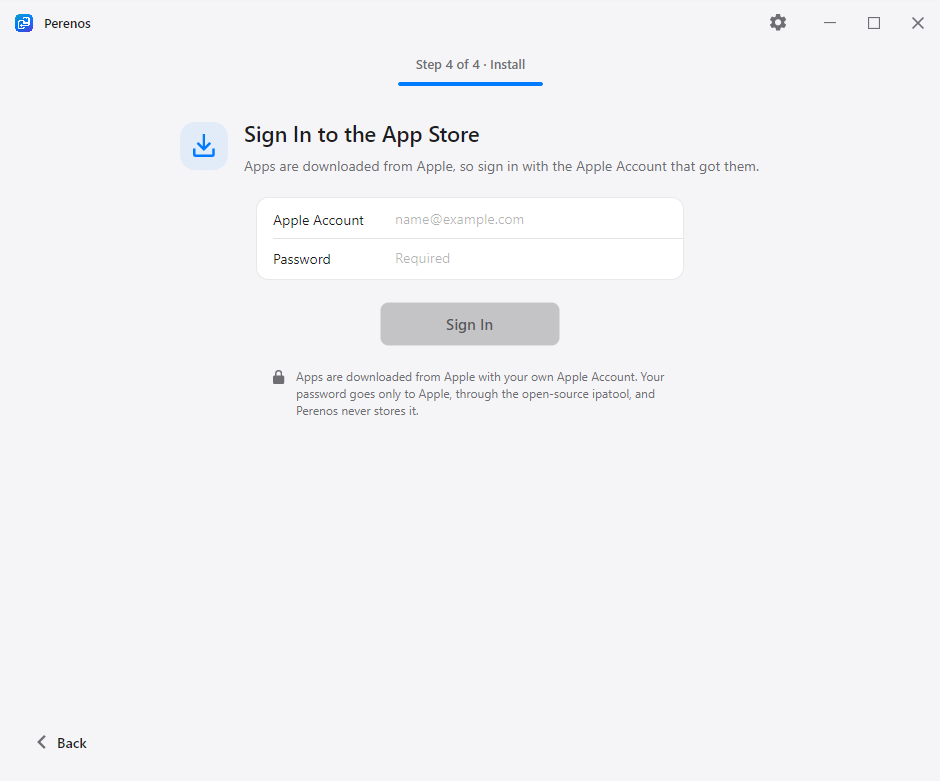 Perenos
Step 4 of 4 · Install
Sign In to the App Store
Apps are downloaded from Apple, so sign in with the Apple Account that got them.
Apple Account name@example.com
Password Required
Sign In
Apps are downloaded from Apple with your own Apple Account. Your
password goes only to Apple, through the open-source ipatool, and
Perenos never stores it.
Back